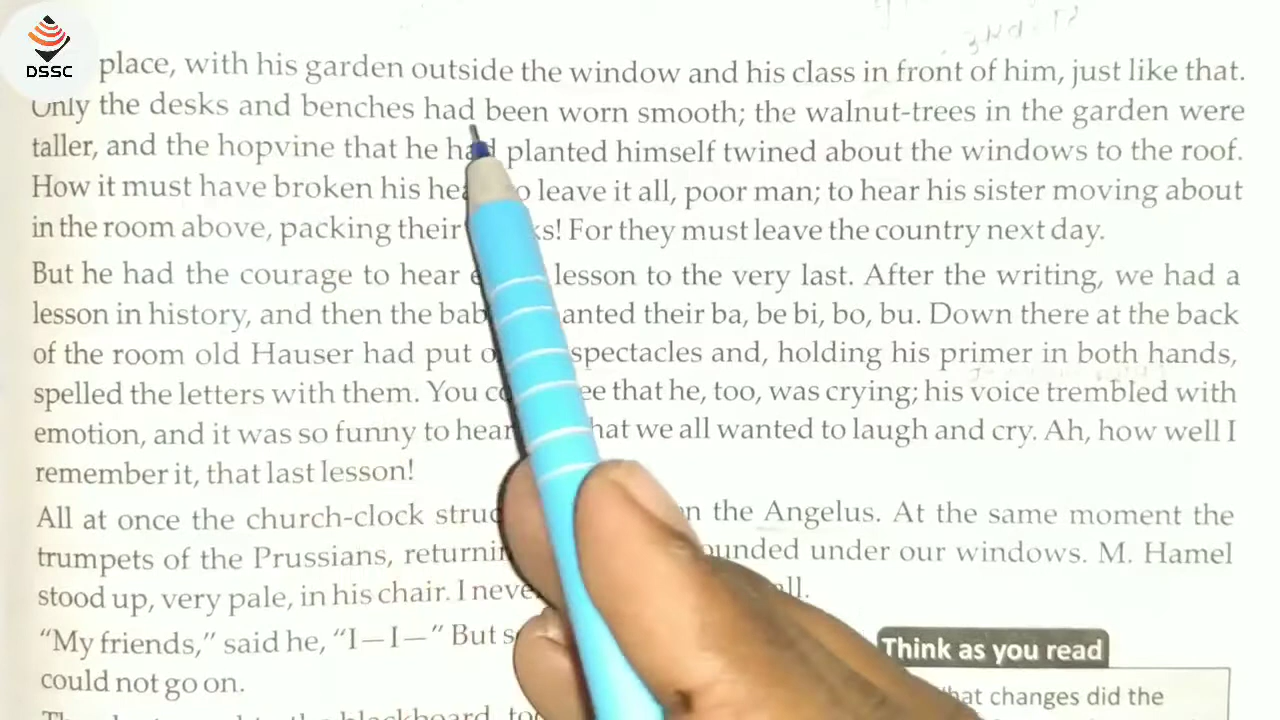 DSSC
place, with his garden outside the window and his class in front of him, just like that.
Only the desks and benches had been worn smooth; the walnut-trees in the garden were
taller, and the hopvine that he had planted himself twined about the windows to the roof.
How it must have broken his leave it all, poor man; to hear his sister moving about
in the room above, packing their For they must leave the country next day.
But he had the courage to hear lesson to the very last. After the writing, we had a
lesson in history, and then the their ba, be bi, bo, bu. Down there at the back
of the room old Hauser had put spectacles and, holding his primer in both hands,
spelled the letters with them. You that he, too, was crying; his voice trembled with
emotion, and it was so funny to hear that we all wanted to laugh and cry. Ah, how well I
remember it, that last lesson!
All at once the church-clock the Angelus. At the same moment the
trumpets of the Prussians, under our windows. M. Hamel
stood up, very pale, in his chair. I
"My friends," said he, "I—I—" But
could not go on.
Think as you read
changes did the